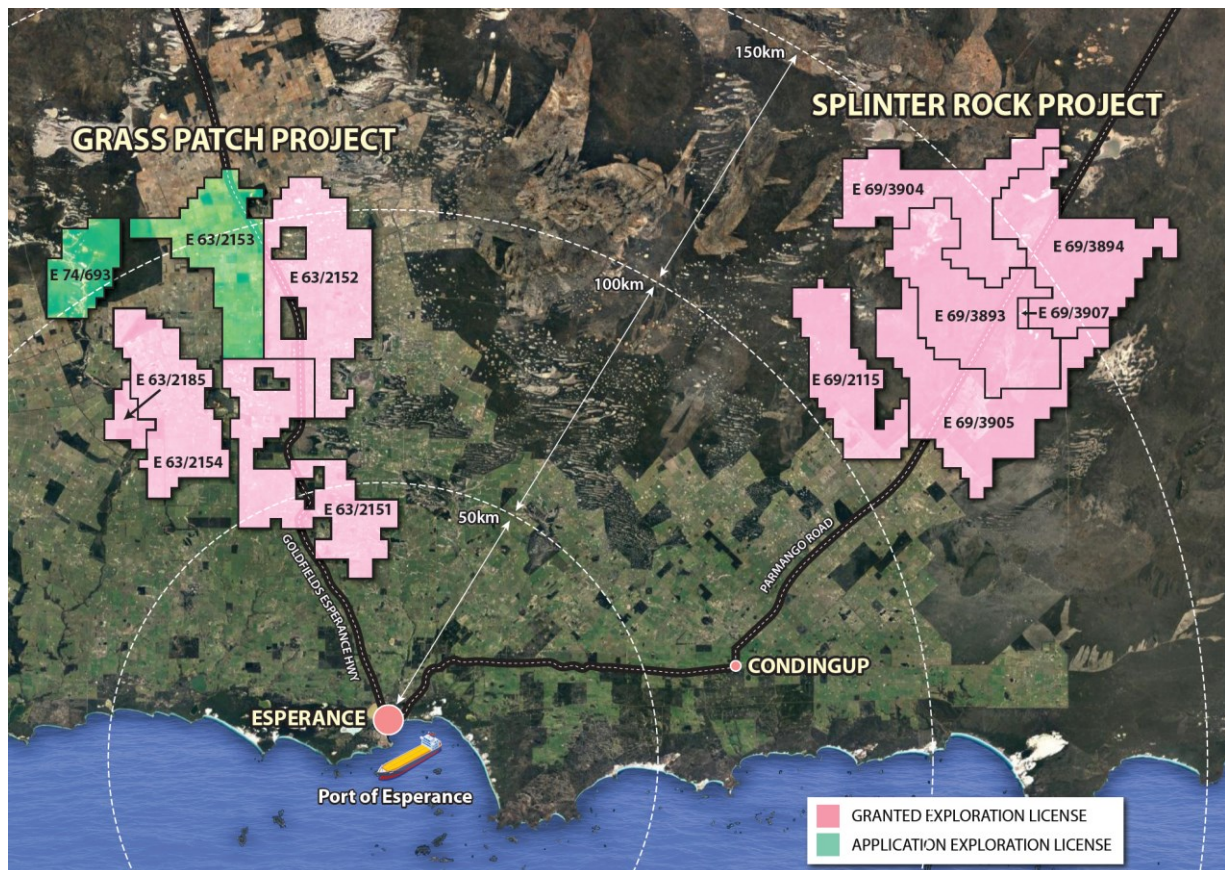 150km
SPLINTER ROCK PROJECT
GRASS PATCH PROJECT
E 69/3904
E 63/2153
E 69/3894
E 74/693
E 63/2152
100km
E 69/3893
E 69/3907
E 63/2185
E 69/2115
E 69/3905
E 63/2154
E 63/2151
50km
GOLDFIELDS ESPERANCE HWY
PARMANGO ROAD
CONDINGUP
ESPERANCE
Port of Esperance
GRANTED EXPLORATION LICENSE
APPLICATION EXPLORATION LICENSE